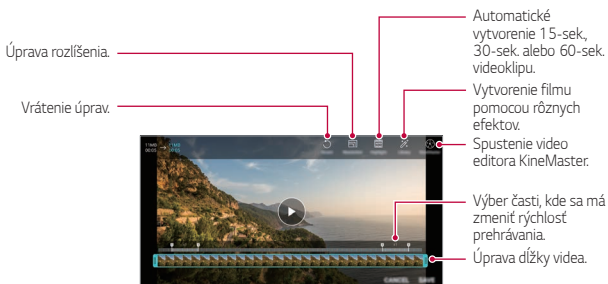 Automatické
vytvorenie 15-sek.,
30-sek. alebo 60-sek.
videoklipu.
Úprava rozlíšenia.
Vytvorenie filmu
pomocou rôznych
efektov.
Vrátenie úprav.
Spustenie video
editora KineMaster.
Výber časti, kde sa má
zmeniť rýchlosť
prehrávania.
Úprava dĺžky videa.
CANCEL SAVE